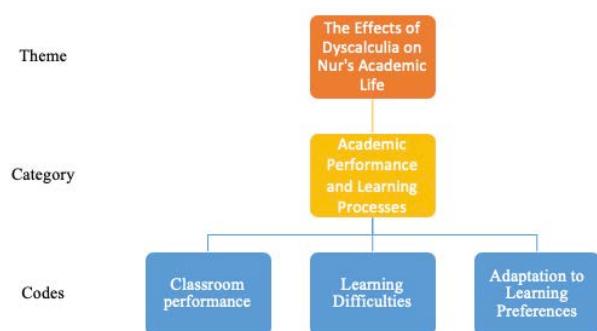 Theme
The Effects of
Dyscalculia on
Nur's Academic
Life
Category
Academic
Performance
and Learning
Processes
Codes
Classroom
performance
Learning
Difficulties
Adaptation to
Learning
Preferences